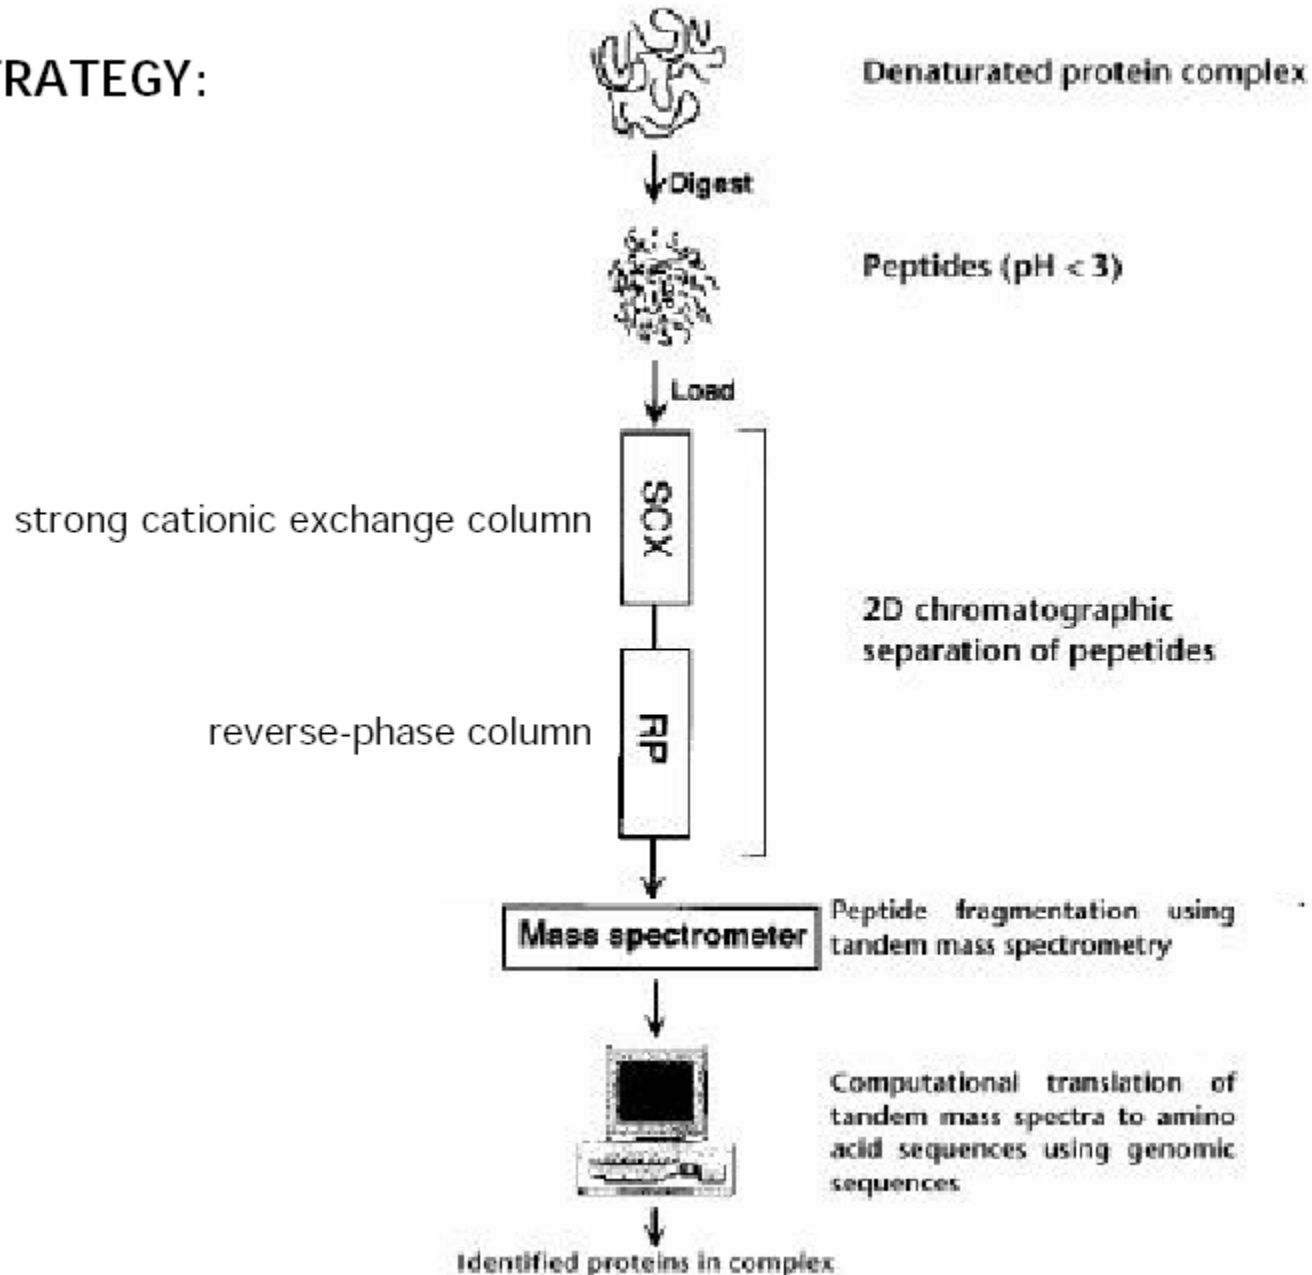 TRATEGY:
Denaturated protein complex
Digest
Peptides (pH < 3)
Load
strong cationic exchange column
SCX
2D chromatographic
separation of pepetides
reverse-phase column
RP
Mass spectrometer
Peptide fragmentation using
tandem mass spectrometry
Computational translation of
tandem mass spectra to amino
acid sequences using genomic
sequences
Identified proteins in complex